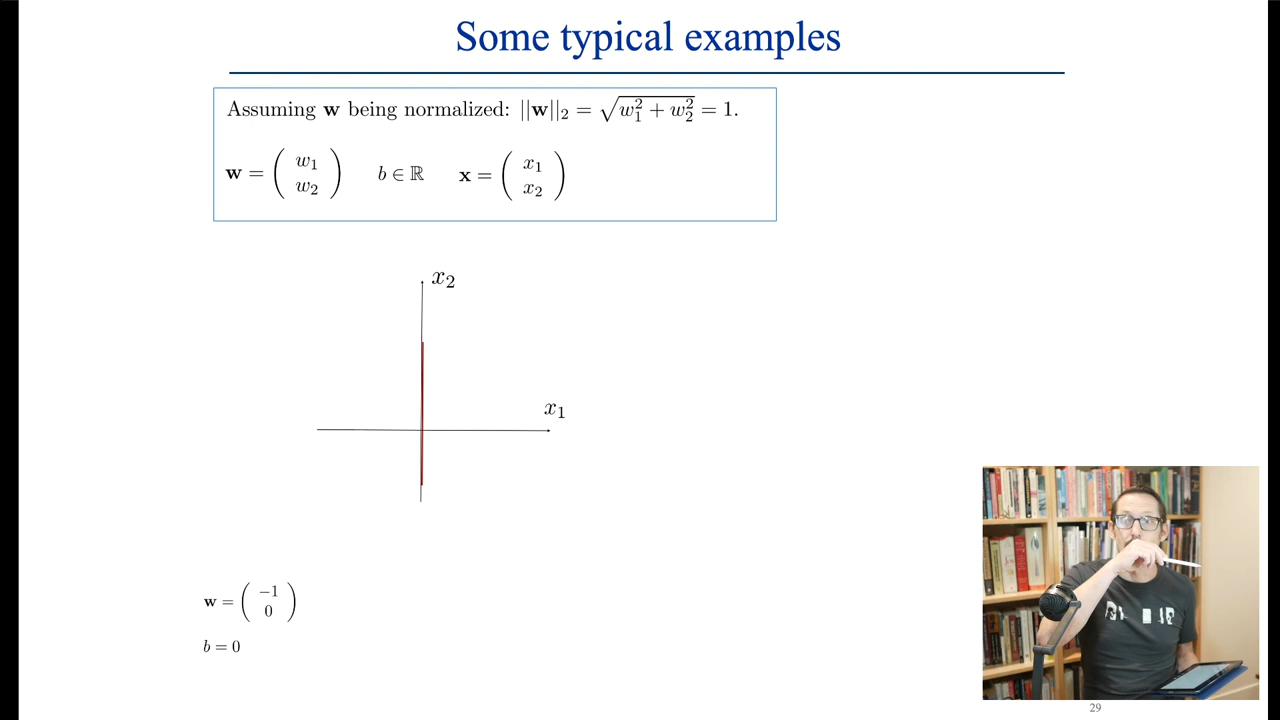 Some typical examples
Assuming w being normalized: ||w||₂ = √(w₁² + w₂²) = 1.
w = ( w₁ w₂ ) b ∈ ℝ x = ( x₁ x₂ )
x₂
x₁
w = ( −1 0 )
b = 0
29